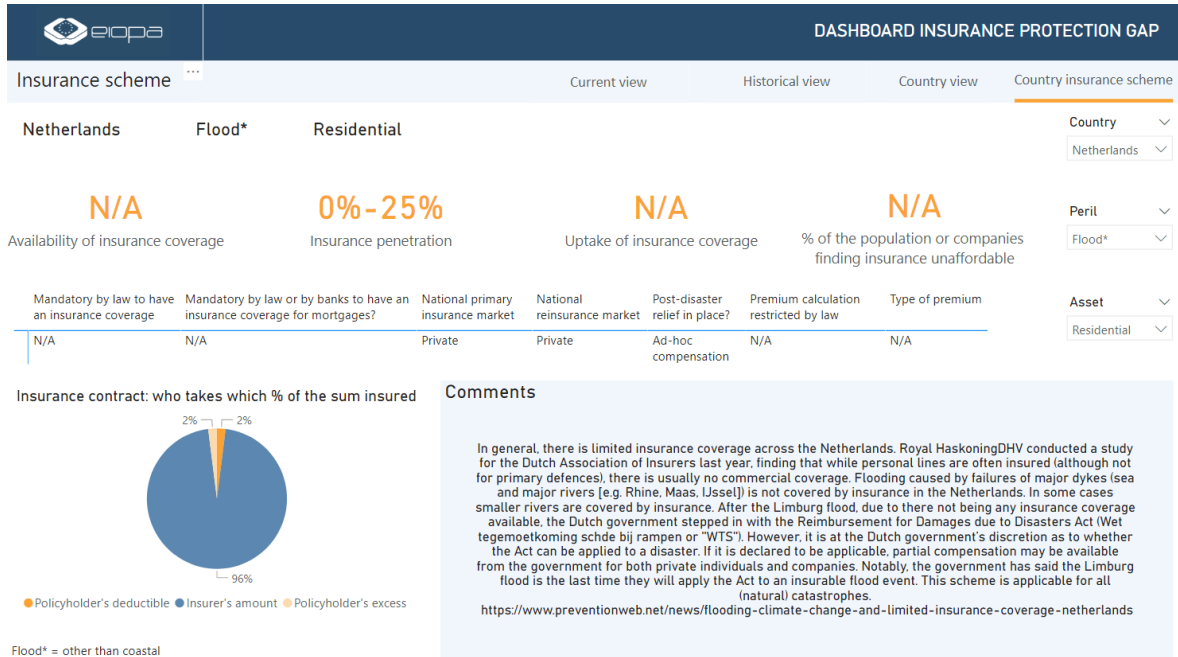 eiopa
DASHBOARD INSURANCE PROTECTION GAP
Insurance scheme ...
Current view
Historical view
Country view
Country insurance scheme
Netherlands
Flood*
Residential
Country
Netherlands
N/A
Availability of insurance coverage
0%-25%
Insurance penetration
N/A
Uptake of insurance coverage
N/A
% of the population or companies
finding insurance unaffordable
Peril
Flood*
Mandatory by law to have
an insurance coverage
Mandatory by law or by banks to have an
insurance coverage for mortgages?
National primary
insurance market
National
reinsurance market
Post-disaster
relief in place?
Premium calculation
restricted by law
Type of premium
N/A
N/A
Private
Private
Ad-hoc
compensation
N/A
N/A
Asset
Residential
Insurance contract: who takes which % of the sum insured
2%
2%
96%
Policyholder's deductible
Insurer's amount
Policyholder's excess
Comments
In general, there is limited insurance coverage across the Netherlands. Royal HaskoningDHV conducted a study
for the Dutch Association of Insurers last year, finding that while personal lines are often insured (although not
for primary defences), there is usually no commercial coverage. Flooding caused by failures of major dykes (sea
and major rivers [e.g. Rhine, Maas, IJssel]) is not covered by insurance in the Netherlands. In some cases
smaller rivers are covered by insurance. After the Limburg flood, due to there not being any insurance coverage
available, the Dutch government stepped in with the Reimbursement for Damages due to Disasters Act (Wet
tegemoetkoming schde bij rampen or "WTS"). However, it is at the Dutch government's discretion as to whether
the Act can be applied to a disaster. If it is declared to be applicable, partial compensation may be available
from the government for both private individuals and companies. Notably, the government has said the Limburg
flood is the last time they will apply the Act to an insurable flood event. This scheme is applicable for all
(natural) catastrophes.
https://www.preventionweb.net/news/flooding-climate-change-and-limited-insurance-coverage-netherlands
Flood* = other than coastal